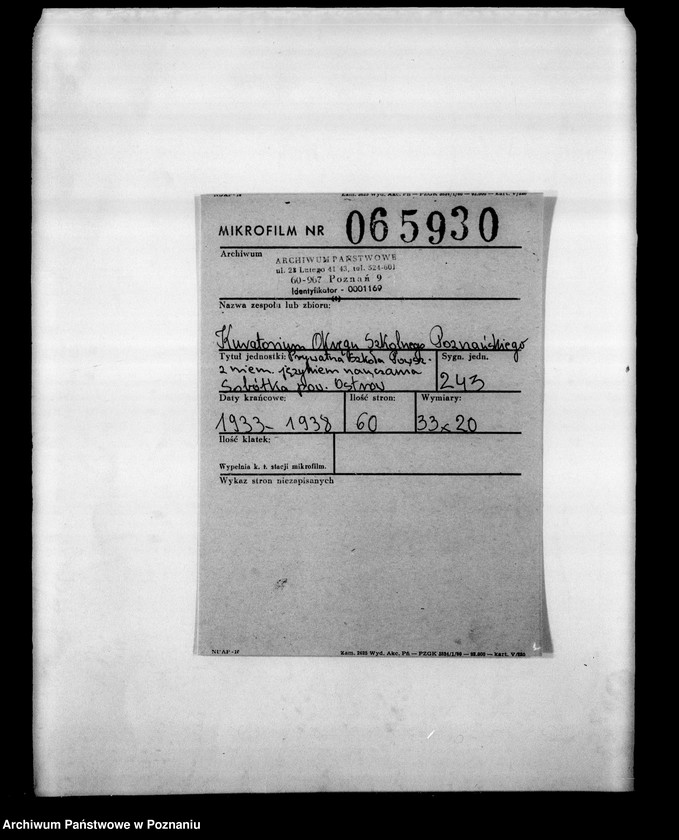 MIKROFILM NR 065930
Archiwum
ARCHIWUM PAŃSTWOWE
ul. 23 Lutego 41/43, tel. 524-601
60-967 Poznań 9
Identyfikator - 0001169
Nazwa zespołu lub zbioru:
Kuratorium Okręgu Szkolnego Poznańskiego
Tytuł jednostki: Prywatna Szkoła Powsz.
z niem. językiem nauczania
Sobótka pow. Ostrów
Sygn. jedn.
243
Daty krańcowe:
1933-1938
Ilość stron:
60
Wymiary:
33x20
Ilość klatek:
Wypełnia k. t. stacji mikrofilm.
Wykaz stron niezapisanych
Archiwum Państwowe w Poznaniu